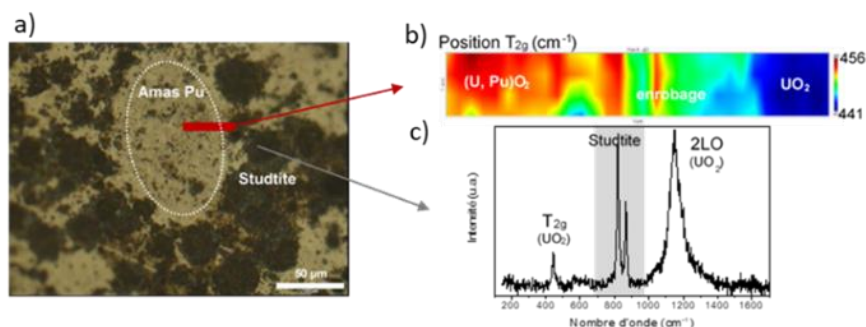 a)
Amas Pu
Studtite
50 µm
b)
Position T2g (cm-1)
(U, Pu)O2
enrobage
UO2
456
441
c)
Studtite
2LO
(UO2)
T2g
(UO2)
Intensité (u.a.)
200 400 600 800 1000 1200 1400 1600
Nombre d'onde (cm-1)